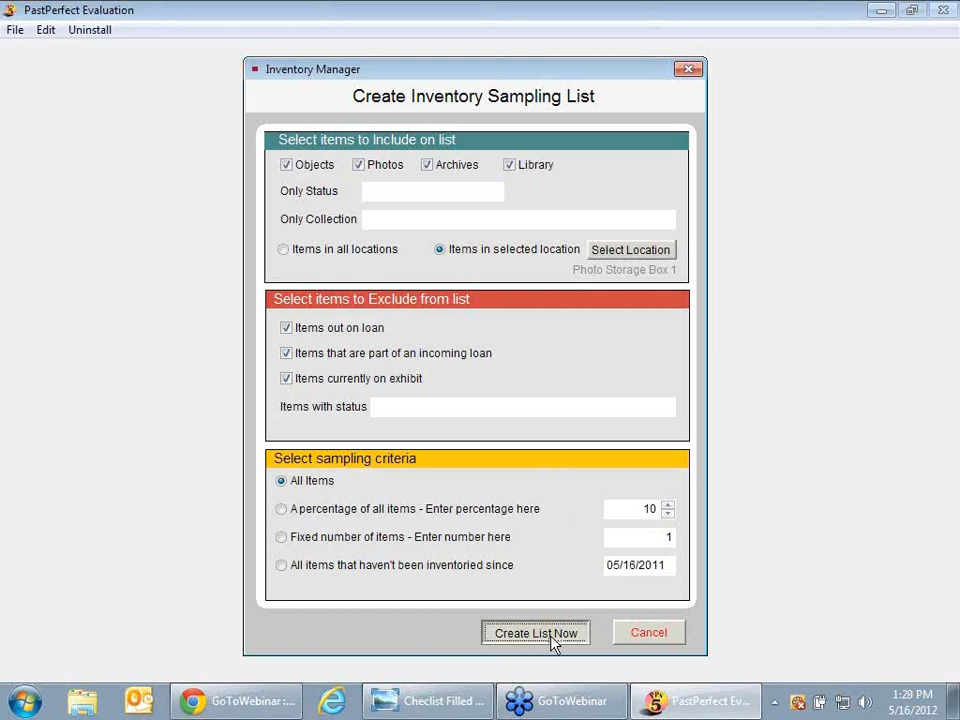 PastPerfect Evaluation
File Edit Uninstall
Inventory Manager
Create Inventory Sampling List
Select items to Include on list
Objects Photos Archives Library
Only Status
Only Collection
Items in all locations Items in selected location Select Location
Photo Storage Box 1
Select items to Exclude from list
Items out on loan
Items that are part of an incoming loan
Items currently on exhibit
Items with status
Select sampling criteria
All Items
A percentage of all items - Enter percentage here 10
Fixed number of items - Enter number here 1
All items that haven't been inventoried since 05/16/2011
Create List Now Cancel
GoToWebinar :... Checlist Filled ... GoToWebinar PastPerfect Ev... 1:29 PM
5/16/2012